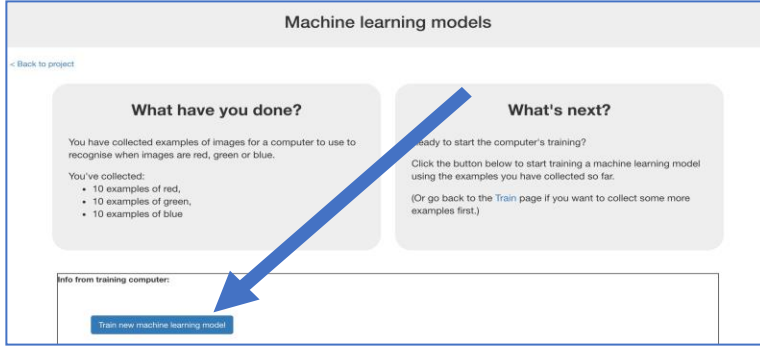 Machine learning models
< Back to project
What have you done?
You have collected examples of images for a computer to use to
recognise when images are red, green or blue.
You've collected:
• 10 examples of red,
• 10 examples of green,
• 10 examples of blue
What's next?
eady to start the computer's training?
Click the button below to start training a machine learning model
using the examples you have collected so far.
(Or go back to the Train page if you want to collect some more
examples first.)
Info from training computer:
Train new machine learning model